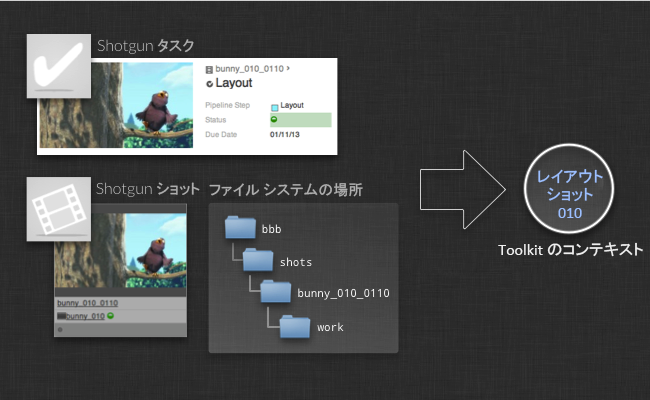 Shotgun タスク
bunny_010_0110 ›
Layout
Pipeline Step Layout
Status
Due Date 01/11/13
Shotgun ショット
bunny_010_0110
bunny_010
ファイル システムの場所
bbb
shots
bunny_010_0110
work
レイアウト
ショット
010
Toolkit のコンテキスト